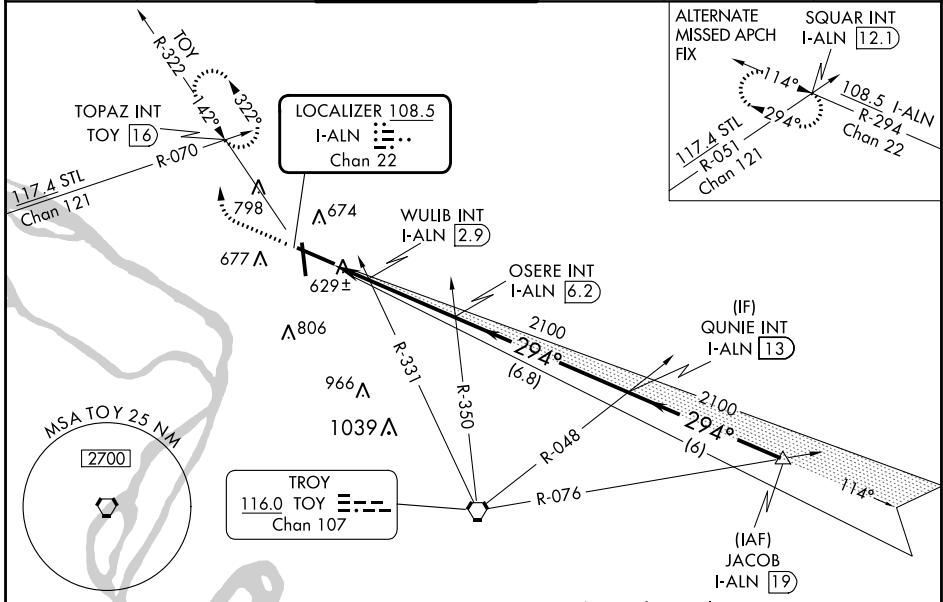 ALTERNATE
MISSED APCH
FIX
SQUAR INT
I-ALN 12.1
114°
294°
108.5 I-ALN
R-294
Chan 22
117.4 STL
R-051
Chan 121
TOY
R-322
142°
322°
TOPAZ INT
TOY 16
R-070
117.4 STL
Chan 121
LOCALIZER 108.5
I-ALN
Chan 22
798
674
677
629±
806
966
1039
WULIB INT
I-ALN 2.9
OSERE INT
I-ALN 6.2
(IF)
QUNIE INT
I-ALN 13
2100
294°
(6.8)
2100
294°
(6)
114°
R-331
R-350
R-048
R-076
MSA TOY 25 NM
2700
TROY
116.0 TOY
Chan 107
(IAF)
JACOB
I-ALN 19